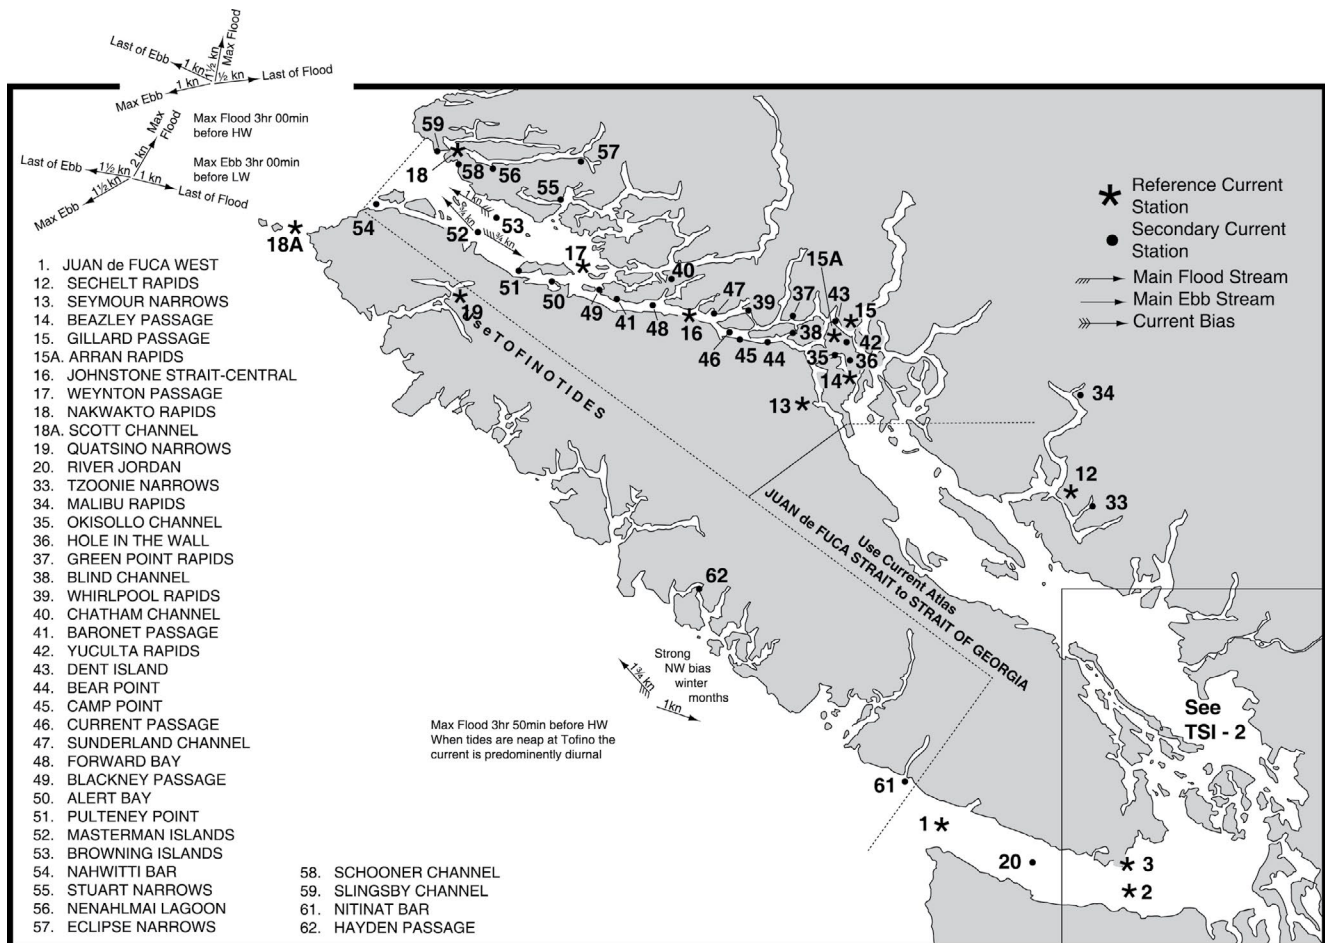 Last of Ebb
1 kn
1½ kn
Max Flood
½ kn
Last of Flood
Max Ebb
1 kn
Max Flood 3hr 00min
before HW
Max
Flood
2 kn
Last of Ebb
1½ kn
1 kn
Last of Flood
Max Ebb
1½ kn
Max Ebb 3hr 00min
before LW
59
18
58
56
57
55
1 kn
¾ kn
53
52
¾ kn
54
18A
17
51
50
49
41
48
40
16
47
39
46
45
44
37
38
15A
43
15
42
35
36
14
13
19
Use TOFINO TIDES
34
12
33
Reference Current
Station
Secondary Current
Station
Main Flood Stream
Main Ebb Stream
Current Bias
1. JUAN de FUCA WEST
12. SECHELT RAPIDS
13. SEYMOUR NARROWS
14. BEAZLEY PASSAGE
15. GILLARD PASSAGE
15A. ARRAN RAPIDS
16. JOHNSTONE STRAIT-CENTRAL
17. WEYNTON PASSAGE
18. NAKWAKTO RAPIDS
18A. SCOTT CHANNEL
19. QUATSINO NARROWS
20. RIVER JORDAN
33. TZOONIE NARROWS
34. MALIBU RAPIDS
35. OKISOLLO CHANNEL
36. HOLE IN THE WALL
37. GREEN POINT RAPIDS
38. BLIND CHANNEL
39. WHIRLPOOL RAPIDS
40. CHATHAM CHANNEL
41. BARONET PASSAGE
42. YUCULTA RAPIDS
43. DENT ISLAND
44. BEAR POINT
45. CAMP POINT
46. CURRENT PASSAGE
47. SUNDERLAND CHANNEL
48. FORWARD BAY
49. BLACKNEY PASSAGE
50. ALERT BAY
51. PULTENEY POINT
52. MASTERMAN ISLANDS
53. BROWNING ISLANDS
54. NAHWITTI BAR
55. STUART NARROWS
56. NENAHLMAI LAGOON
57. ECLIPSE NARROWS
58. SCHOONER CHANNEL
59. SLINGSBY CHANNEL
61. NITINAT BAR
62. HAYDEN PASSAGE
Use Current Atlas
JUAN de FUCA STRAIT to STRAIT OF GEORGIA
62
Strong
NW bias
winter
months
1¾ kn
1kn
Max Flood 3hr 50min before HW
When tides are neap at Tofino the
current is predominently diurnal
See
TSI - 2
61
1
20
3
2